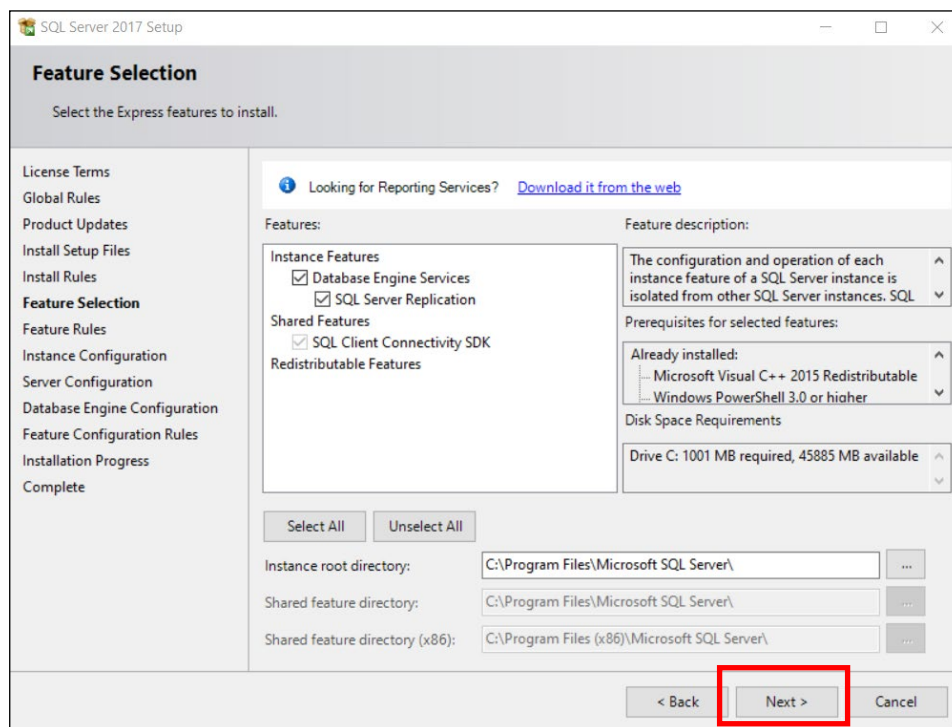 SQL Server 2017 Setup
Feature Selection
Select the Express features to install.
License Terms
Global Rules
Product Updates
Install Setup Files
Install Rules
Feature Selection
Feature Rules
Instance Configuration
Server Configuration
Database Engine Configuration
Feature Configuration Rules
Installation Progress
Complete
Looking for Reporting Services? Download it from the web
Features:
Instance Features
Database Engine Services
SQL Server Replication
Shared Features
SQL Client Connectivity SDK
Redistributable Features
Feature description:
The configuration and operation of each
instance feature of a SQL Server instance is
isolated from other SQL Server instances. SQL
Prerequisites for selected features:
Already installed:
Microsoft Visual C++ 2015 Redistributable
Windows PowerShell 3.0 or higher
Disk Space Requirements
Drive C: 1001 MB required, 45885 MB available
Select All
Unselect All
Instance root directory:
C:\Program Files\Microsoft SQL Server\
...
Shared feature directory:
C:\Program Files\Microsoft SQL Server\
...
Shared feature directory (x86):
C:\Program Files (x86)\Microsoft SQL Server\
...
< Back
Next >
Cancel